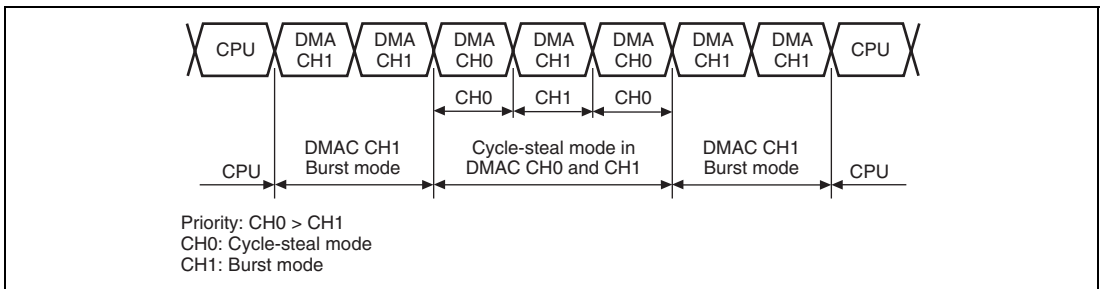 CPU DMA CH1 DMA CH1 DMA CH0 DMA CH1 DMA CH0 DMA CH1 DMA CH1 CPU
CH0 CH1 CH0
CPU DMAC CH1 Burst mode Cycle-steal mode in DMAC CH0 and CH1 DMAC CH1 Burst mode CPU
Priority: CH0 > CH1
CH0: Cycle-steal mode
CH1: Burst mode